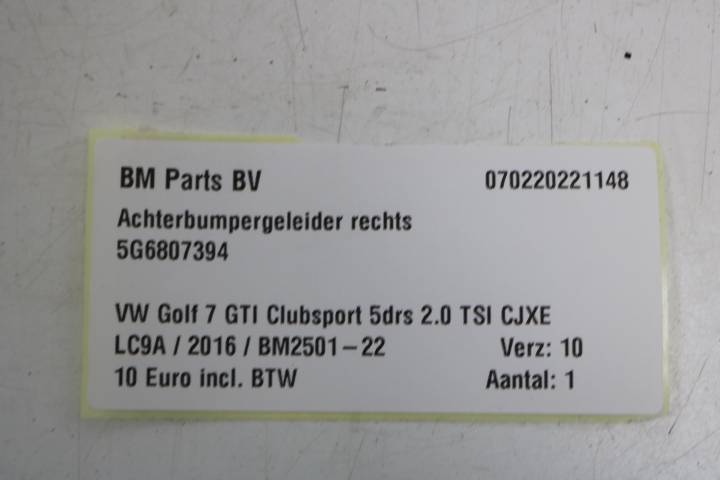 BM Parts BV 070220221148
Achterbumpergeleider rechts
5G6807394
VW Golf 7 GTI Clubsport 5drs 2.0 TSI CJXE
LC9A / 2016 / BM2501-22 Verz: 10
10 Euro incl. BTW Aantal: 1